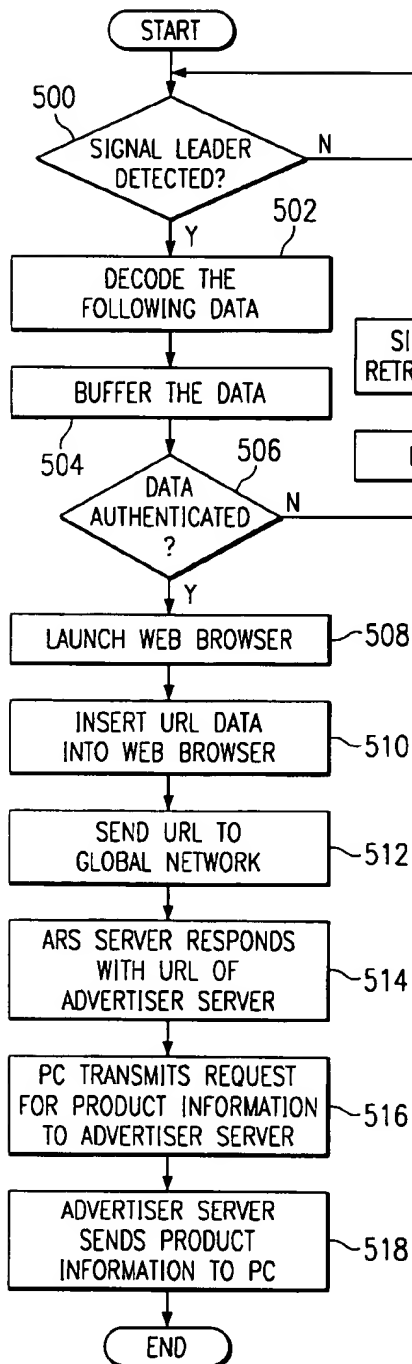 START
500
SIGNAL LEADER
DETECTED?
N
Y
502
DECODE THE
FOLLOWING DATA
SI
RETR
BUFFER THE DATA
504
506
DATA
AUTHENTICATED
?
N
Y
LAUNCH WEB BROWSER
508
INSERT URL DATA
INTO WEB BROWSER
510
SEND URL TO
GLOBAL NETWORK
512
ARS SERVER RESPONDS
WITH URL OF
ADVERTISER SERVER
514
PC TRANSMITS REQUEST
FOR PRODUCT INFORMATION
TO ADVERTISER SERVER
516
ADVERTISER SERVER
SENDS PRODUCT
INFORMATION TO PC
518
END